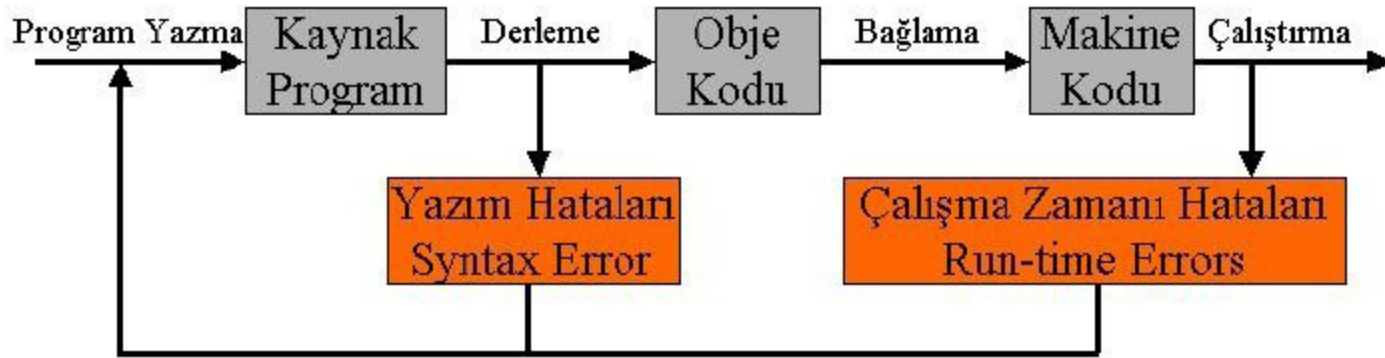 Program Yazma
Kaynak
Program
Derleme
Obje
Kodu
Bağlama
Makine
Kodu
Çalıştırma
Yazım Hataları
Syntax Error
Çalışma Zamanı Hataları
Run-time Errors